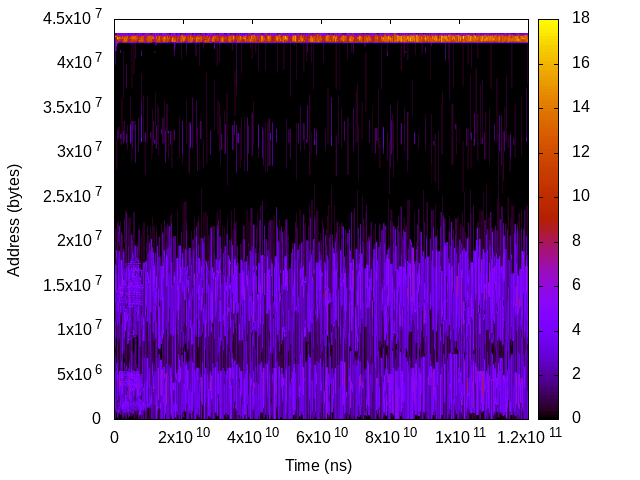 4.5x10 7
4x10 7
3.5x10 7
3x10 7
2.5x10 7
2x10 7
1.5x10 7
1x10 7
5x10 6
0
Address (bytes)
0 2x10 10 4x10 10 6x10 10 8x10 10 1x10 11 1.2x10 11
Time (ns)
18
16
14
12
10
8
6
4
2
0